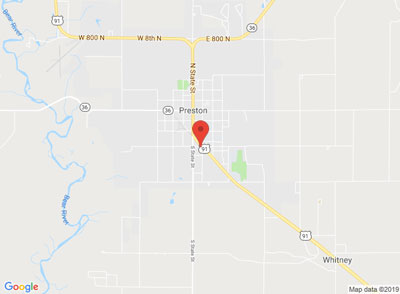 Bear River
91
36
W 800 N
W 8th N
E 800 N
N State St
36
36
Preston
S State St
91
Bear River
S State St
91
Whitney
Google
Map data ©2019